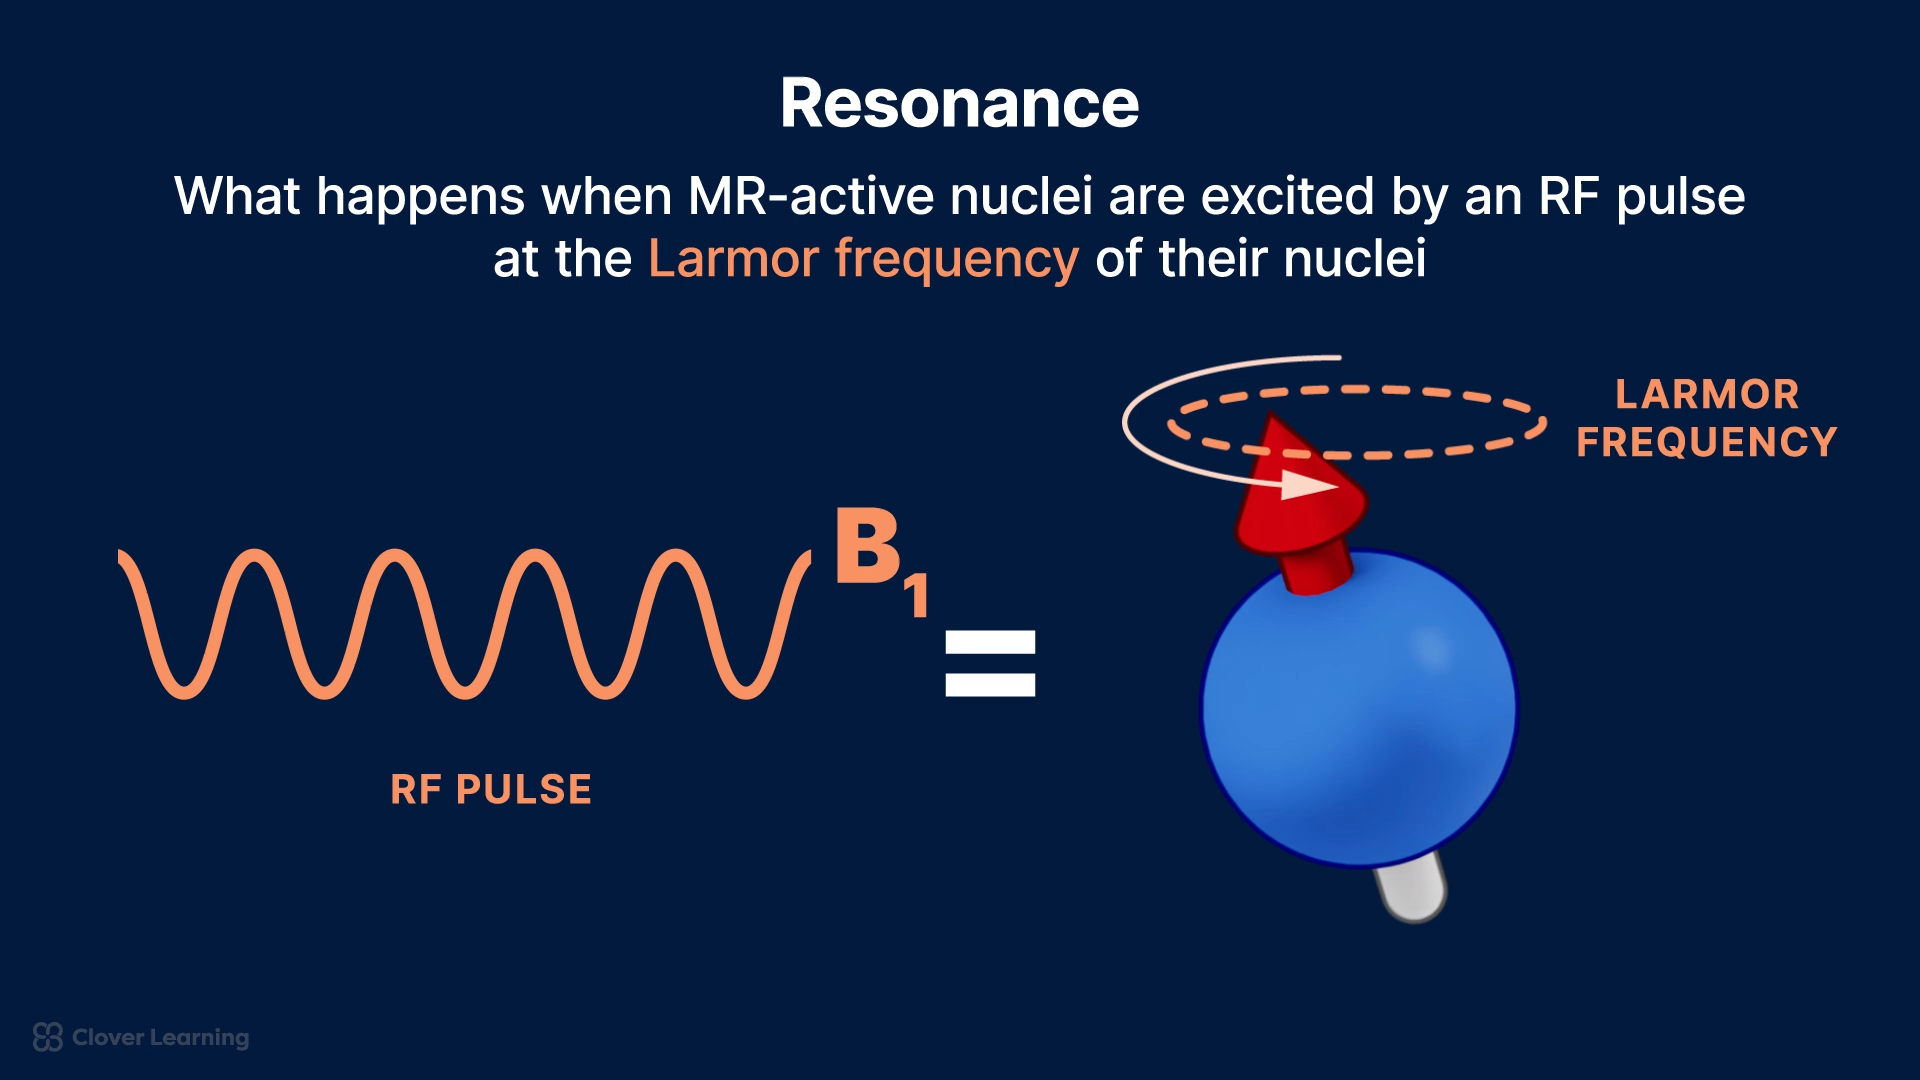 Resonance
What happens when MR-active nuclei are excited by an RF pulse
at the Larmor frequency of their nuclei
LARMOR
FREQUENCY
B₁
=
RF PULSE
Clover Learning